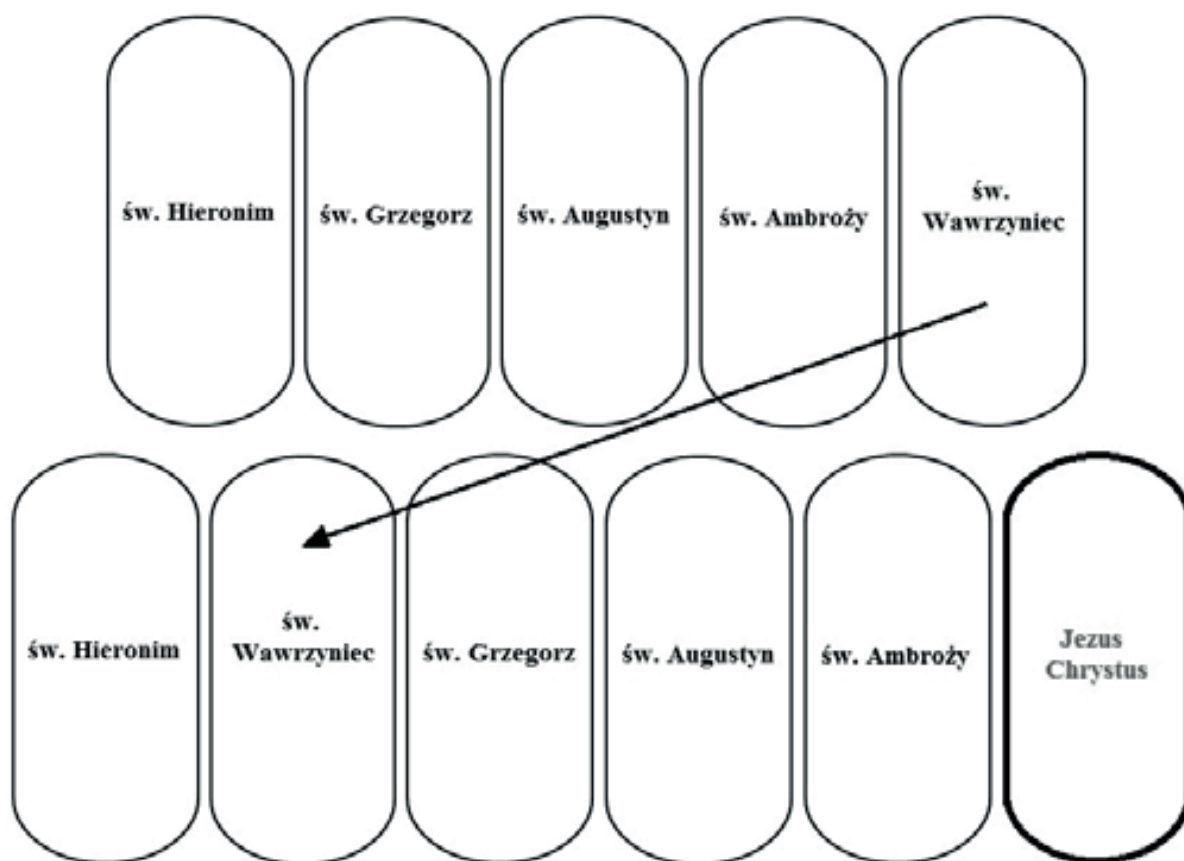 św. Hieronim
św. Grzegorz
św. Augustyn
św. Ambroży
św.
Wawrzyniec
św. Hieronim
św.
Wawrzyniec
św. Grzegorz
św. Augustyn
św. Ambroży
Jezus
Chrystus